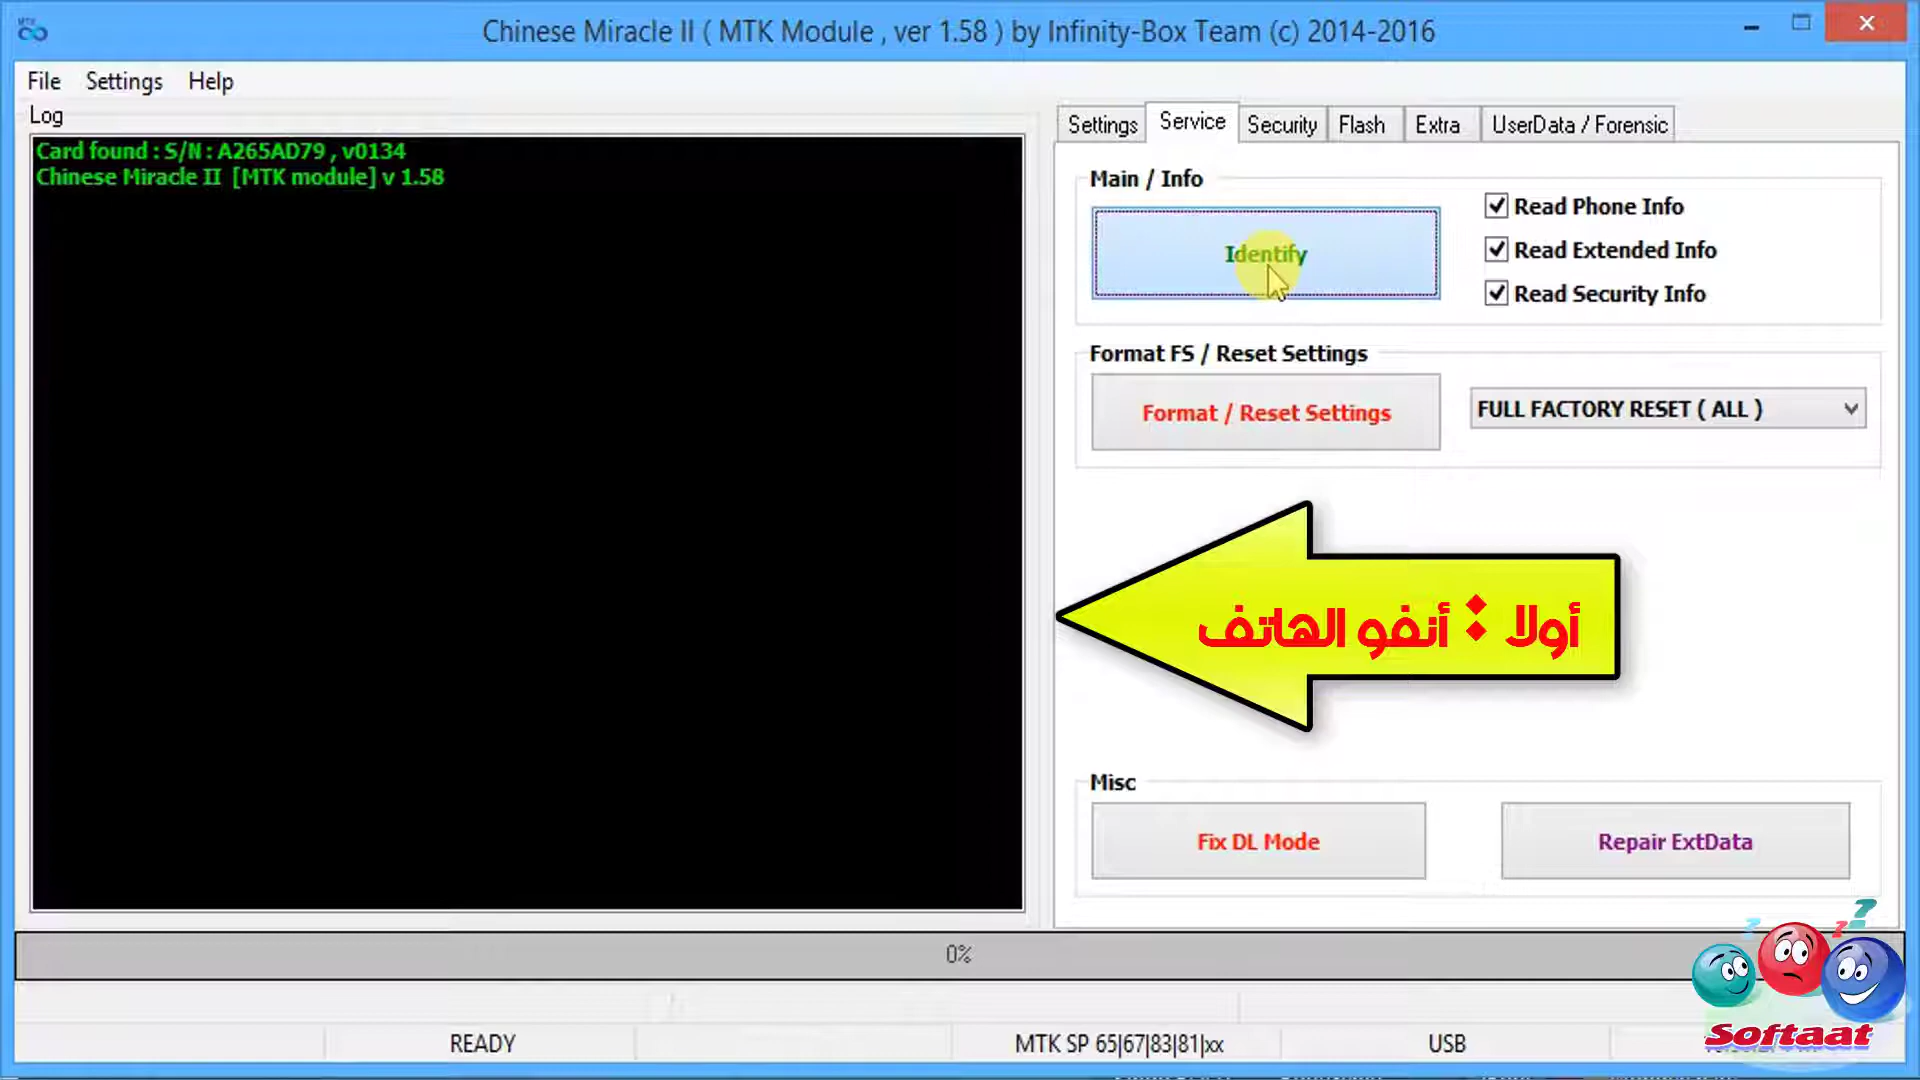 Chinese Miracle II ( MTK Module , ver 1.58 ) by Infinity-Box Team (c) 2014-2016
File Settings Help
Log
Card found : S/N : A265AD79 , v0134
Chinese Miracle II [MTK module] v 1.58
Settings Service Security Flash Extra UserData / Forensic
Main / Info
Identify
Read Phone Info
Read Extended Info
Read Security Info
Format FS / Reset Settings
Format / Reset Settings
FULL FACTORY RESET ( ALL )
أولا : أنفو الهاتف
Misc
Fix DL Mode
Repair ExtData
0%
READY
MTK SP 65|67|83|81|xx
USB
Softaat